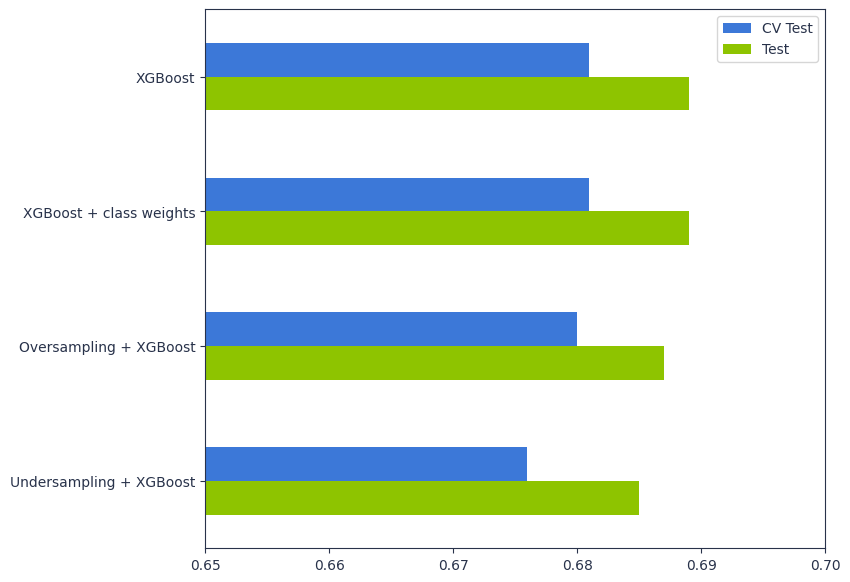 CV Test
Test
XGBoost
XGBoost + class weights
Oversampling + XGBoost
Undersampling + XGBoost
0.65 0.66 0.67 0.68 0.69 0.70